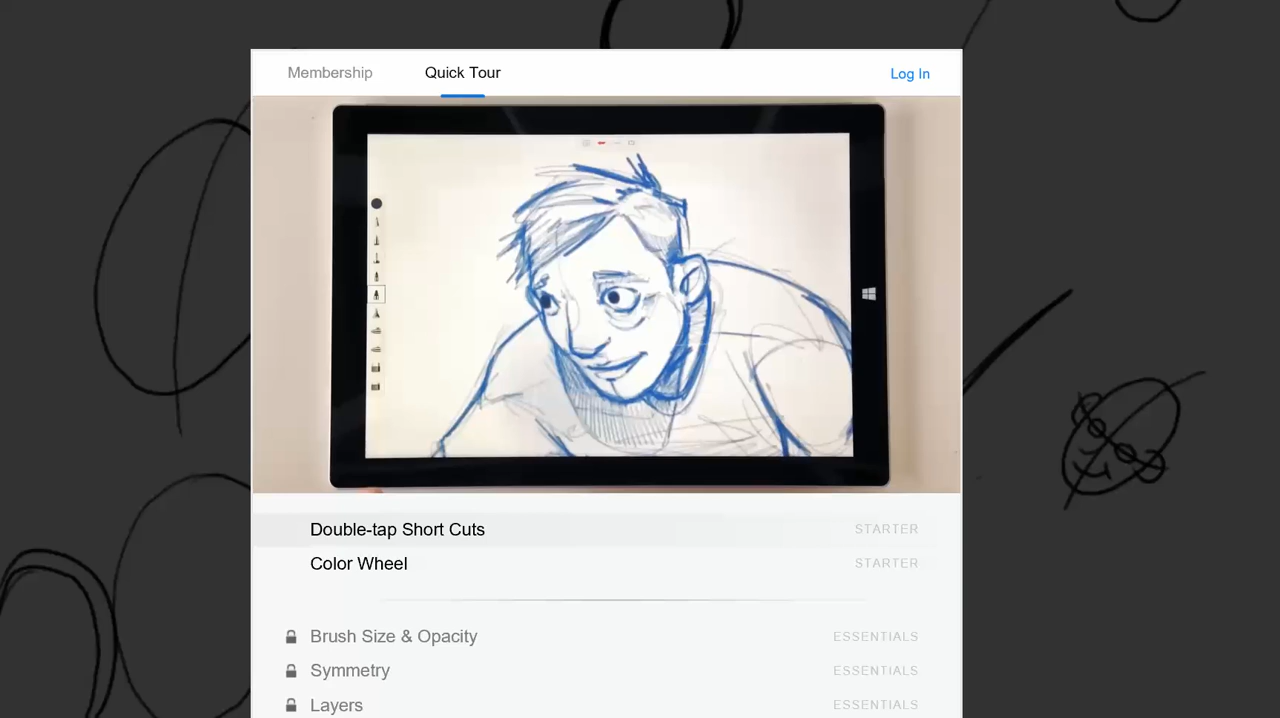 Membership Quick Tour Log In
Double-tap Short Cuts STARTER
Color Wheel STARTER
Brush Size & Opacity ESSENTIALS
Symmetry ESSENTIALS
Layers ESSENTIALS